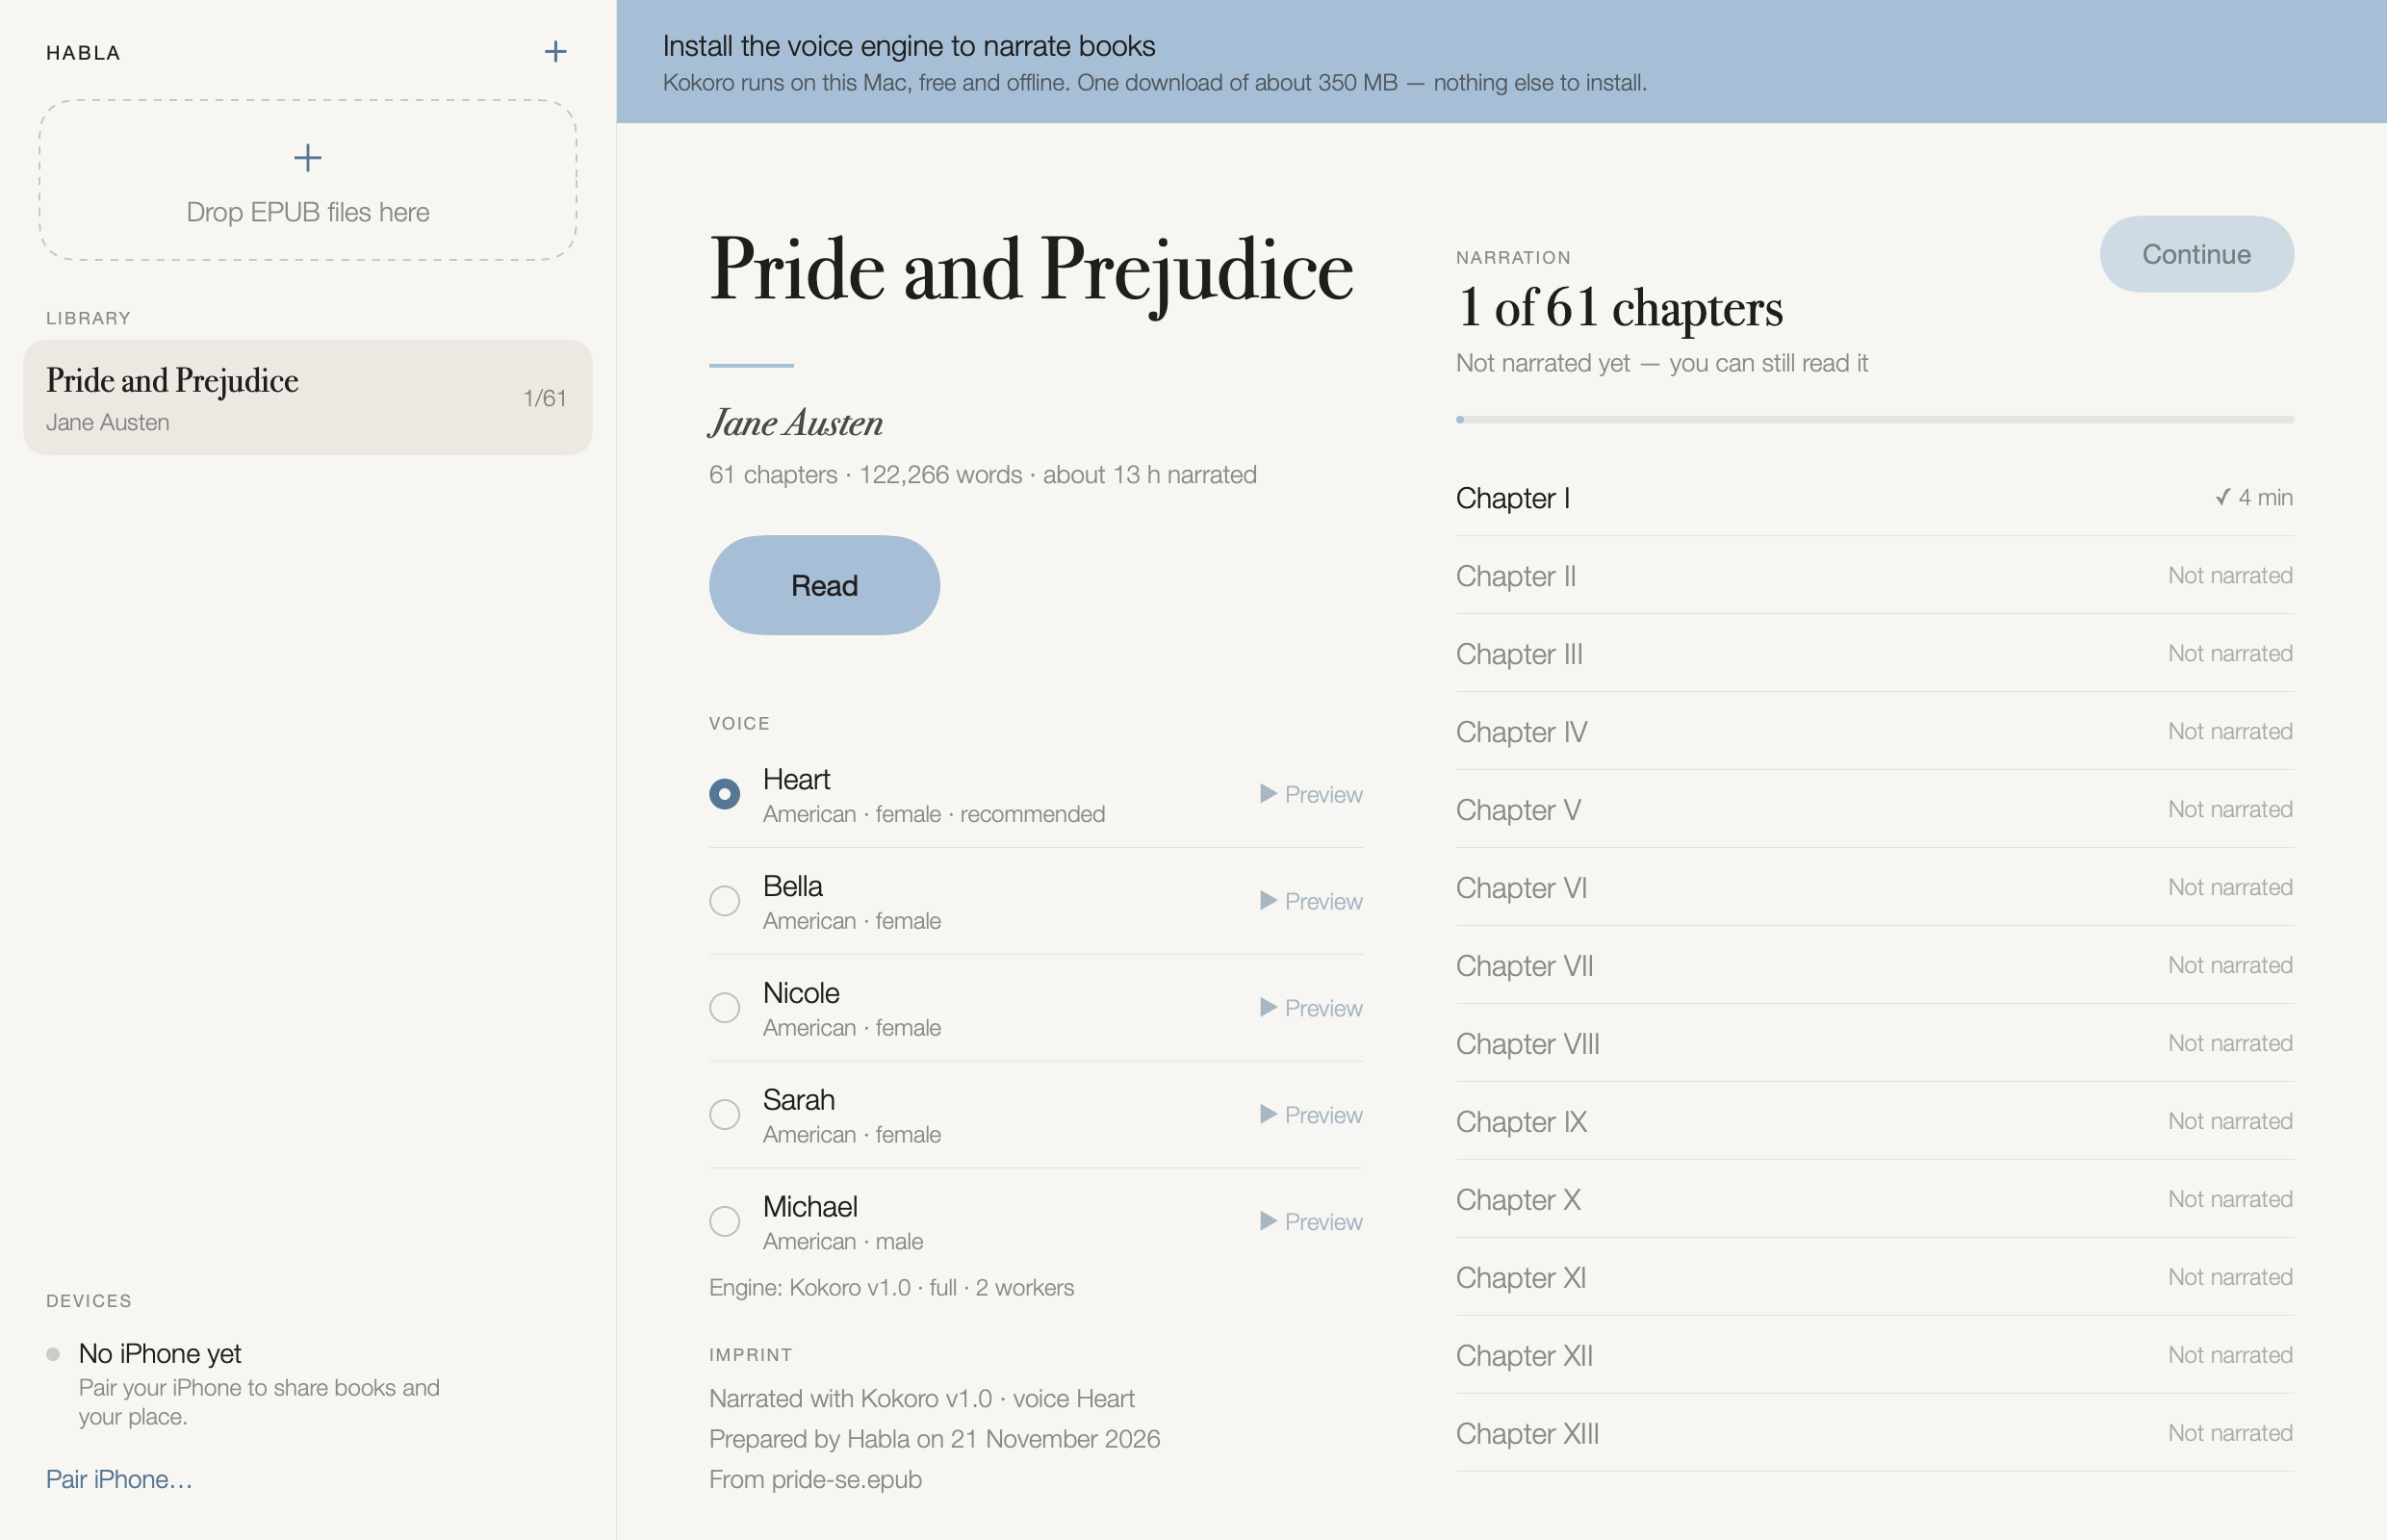 HABLA
Drop EPUB files here
LIBRARY
Pride and Prejudice
Jane Austen
1/61
DEVICES
No iPhone yet
Pair your iPhone to share books and
your place.
Pair iPhone…
Install the voice engine to narrate books
Kokoro runs on this Mac, free and offline. One download of about 350 MB — nothing else to install.
Pride and Prejudice
Jane Austen
61 chapters · 122,266 words · about 13 h narrated
Read
VOICE
Heart
American · female · recommended
Preview
Bella
American · female
Preview
Nicole
American · female
Preview
Sarah
American · female
Preview
Michael
American · male
Preview
Engine: Kokoro v1.0 · full · 2 workers
IMPRINT
Narrated with Kokoro v1.0 · voice Heart
Prepared by Habla on 21 November 2026
From pride-se.epub
NARRATION
1 of 61 chapters
Not narrated yet — you can still read it
Continue
Chapter I ✓ 4 min
Chapter II Not narrated
Chapter III Not narrated
Chapter IV Not narrated
Chapter V Not narrated
Chapter VI Not narrated
Chapter VII Not narrated
Chapter VIII Not narrated
Chapter IX Not narrated
Chapter X Not narrated
Chapter XI Not narrated
Chapter XII Not narrated
Chapter XIII Not narrated